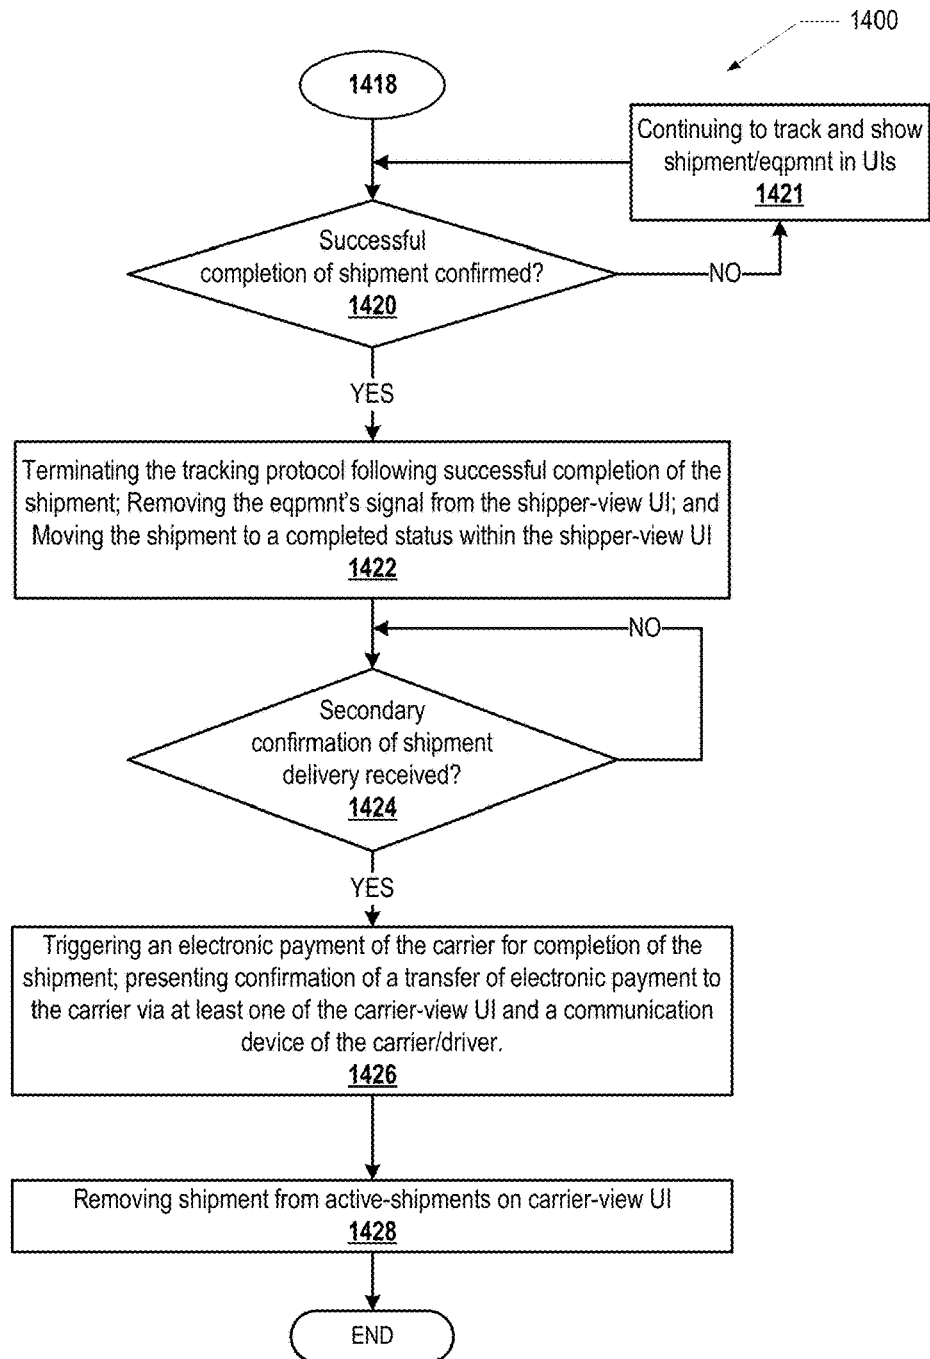 1400
1418
Continuing to track and show
shipment/eqpmnt in UIs
1421
Successful
completion of shipment confirmed?
1420
NO
YES
Terminating the tracking protocol following successful completion of the
shipment; Removing the eqpmnt's signal from the shipper-view UI; and
Moving the shipment to a completed status within the shipper-view UI
1422
NO
Secondary
confirmation of shipment
delivery received?
1424
YES
Triggering an electronic payment of the carrier for completion of the
shipment; presenting confirmation of a transfer of electronic payment to
the carrier via at least one of the carrier-view UI and a communication
device of the carrier/driver.
1426
Removing shipment from active-shipments on carrier-view UI
1428
END